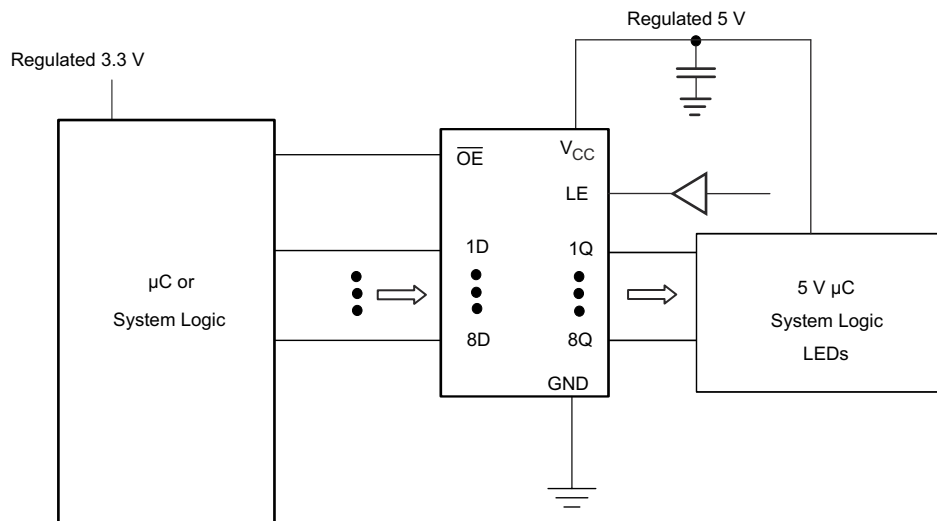 Regulated 5 V
Regulated 3.3 V
OE
V_CC
LE
1D
1Q
µC or
System Logic
5 V µC
System Logic
LEDs
8D
8Q
GND